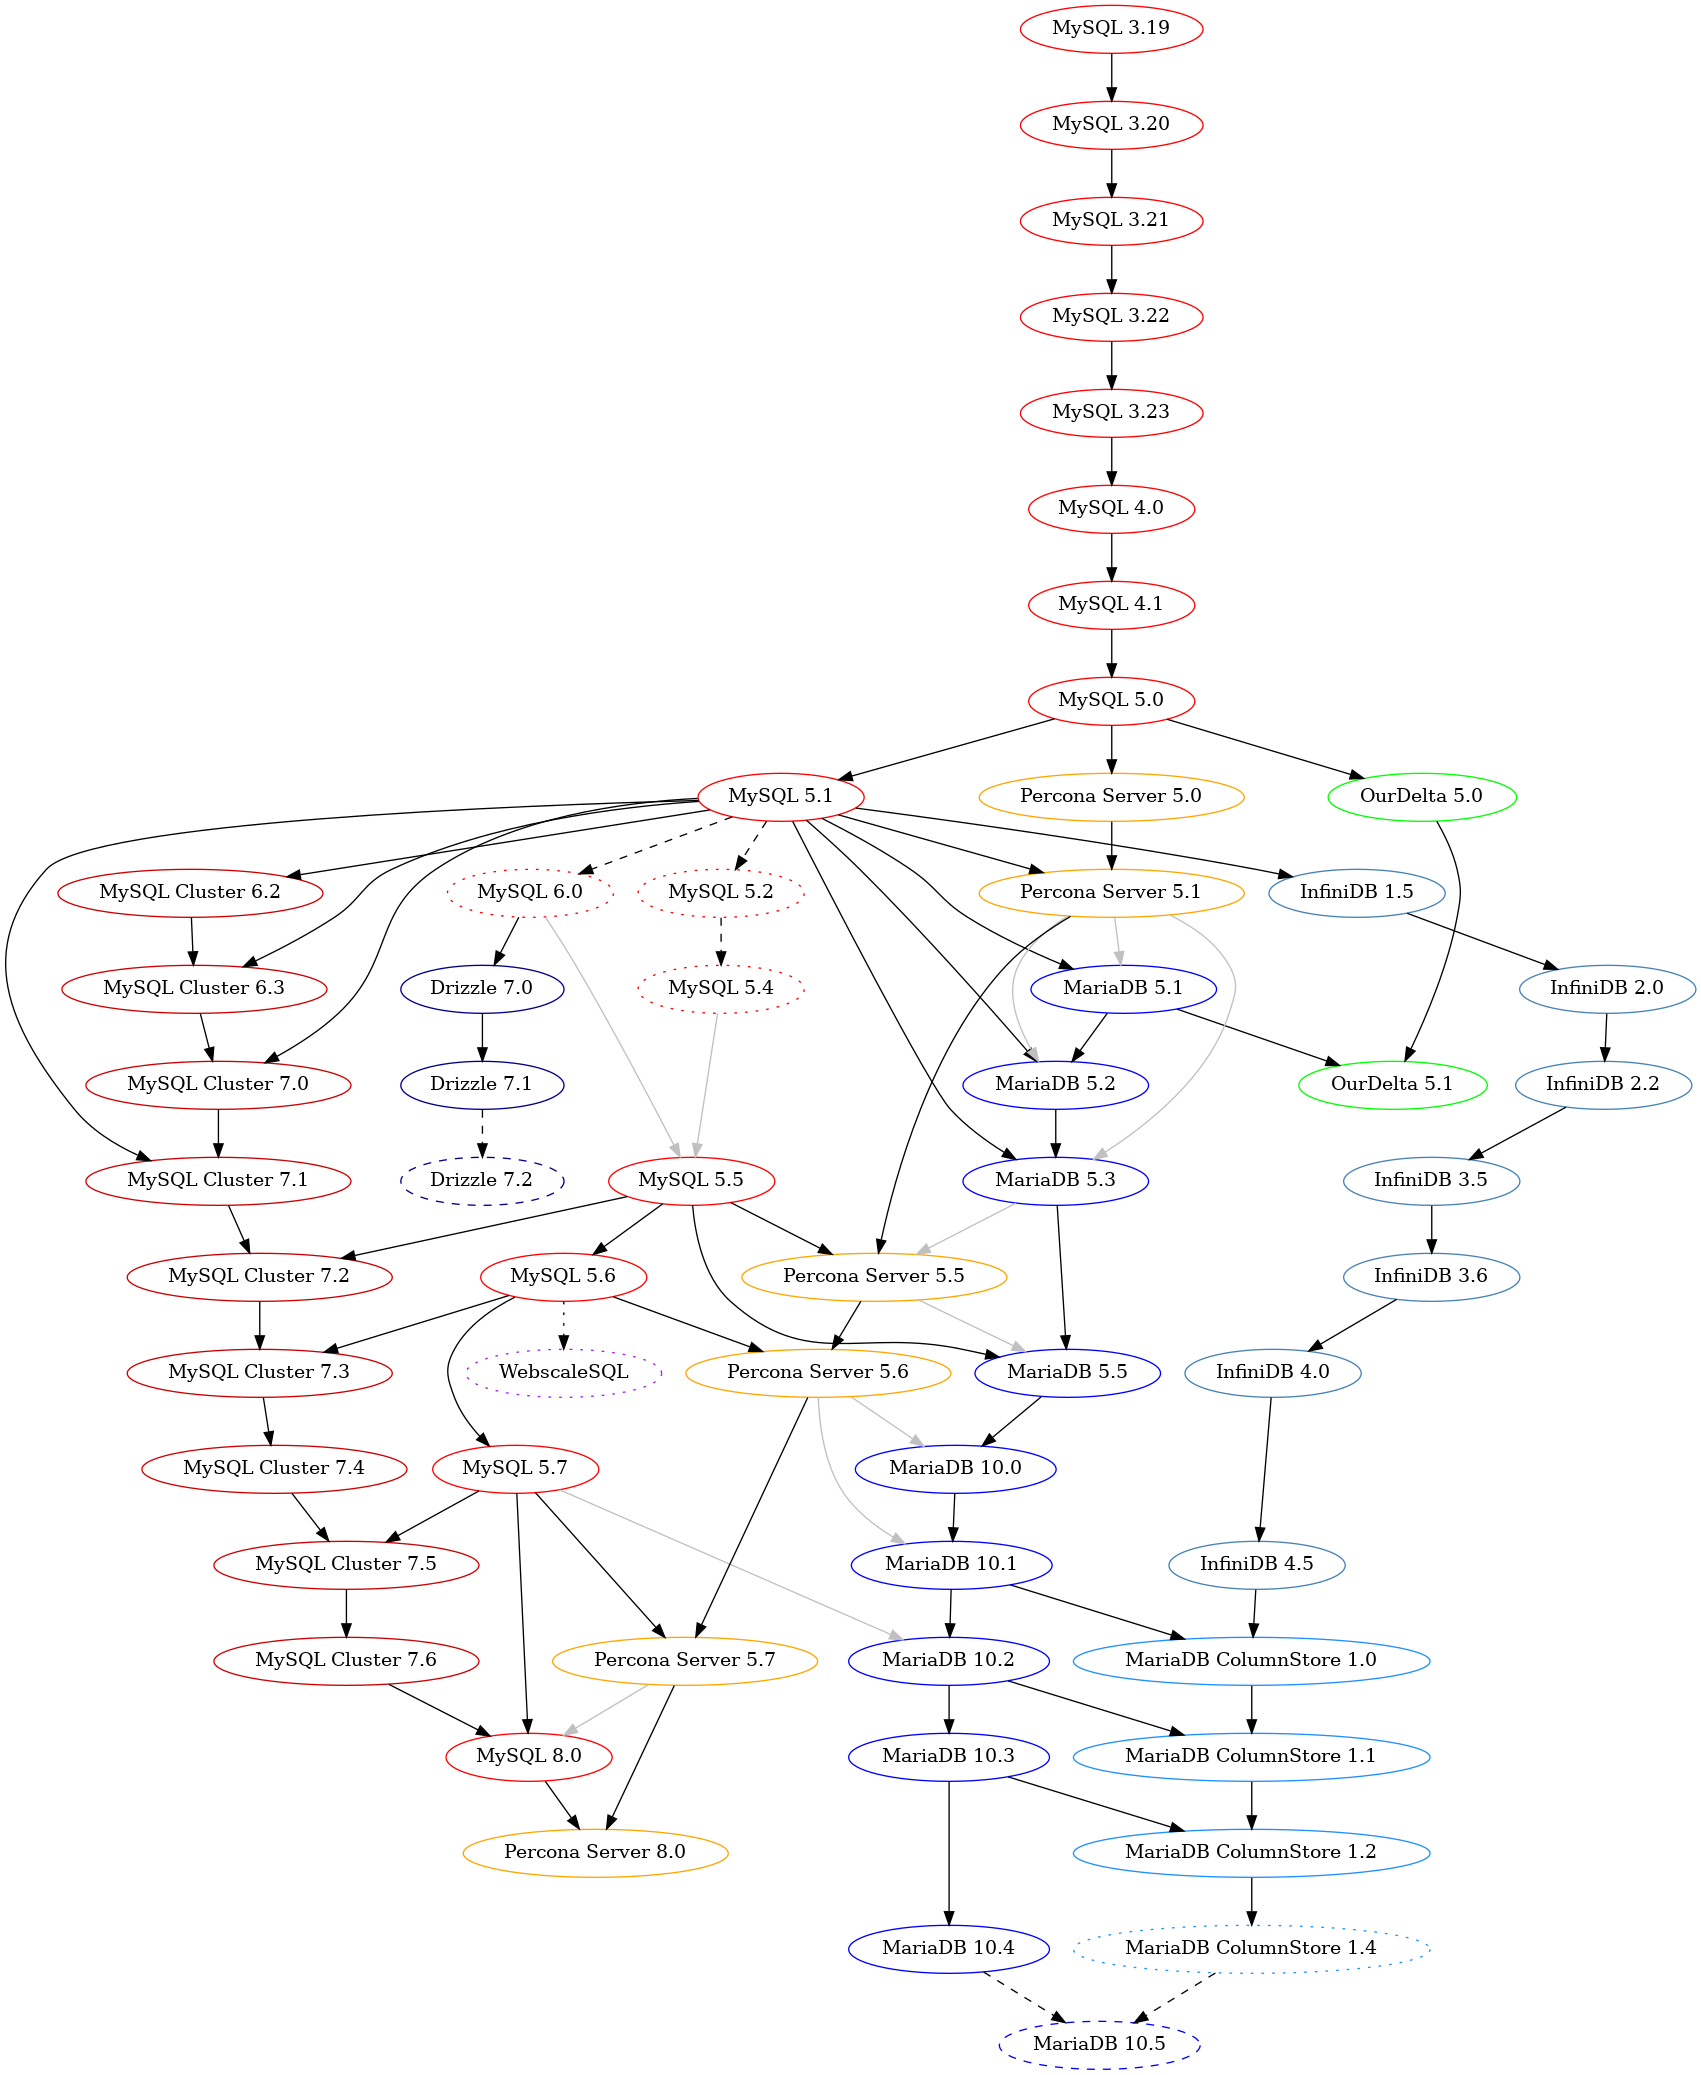 MySQL 3.19
MySQL 3.20
MySQL 3.21
MySQL 3.22
MySQL 3.23
MySQL 4.0
MySQL 4.1
MySQL 5.0
MySQL 5.1
Percona Server 5.0
OurDelta 5.0
MySQL Cluster 6.2
MySQL 6.0
MySQL 5.2
Percona Server 5.1
InfiniDB 1.5
MySQL Cluster 6.3
Drizzle 7.0
MySQL 5.4
MariaDB 5.1
InfiniDB 2.0
MySQL Cluster 7.0
Drizzle 7.1
MariaDB 5.2
OurDelta 5.1
InfiniDB 2.2
MySQL Cluster 7.1
Drizzle 7.2
MySQL 5.5
MariaDB 5.3
InfiniDB 3.5
MySQL Cluster 7.2
MySQL 5.6
Percona Server 5.5
InfiniDB 3.6
MySQL Cluster 7.3
WebscaleSQL
Percona Server 5.6
MariaDB 5.5
InfiniDB 4.0
MySQL Cluster 7.4
MySQL 5.7
MariaDB 10.0
MySQL Cluster 7.5
MariaDB 10.1
InfiniDB 4.5
MySQL Cluster 7.6
Percona Server 5.7
MariaDB 10.2
MariaDB ColumnStore 1.0
MySQL 8.0
MariaDB 10.3
MariaDB ColumnStore 1.1
Percona Server 8.0
MariaDB ColumnStore 1.2
MariaDB 10.4
MariaDB ColumnStore 1.4
MariaDB 10.5